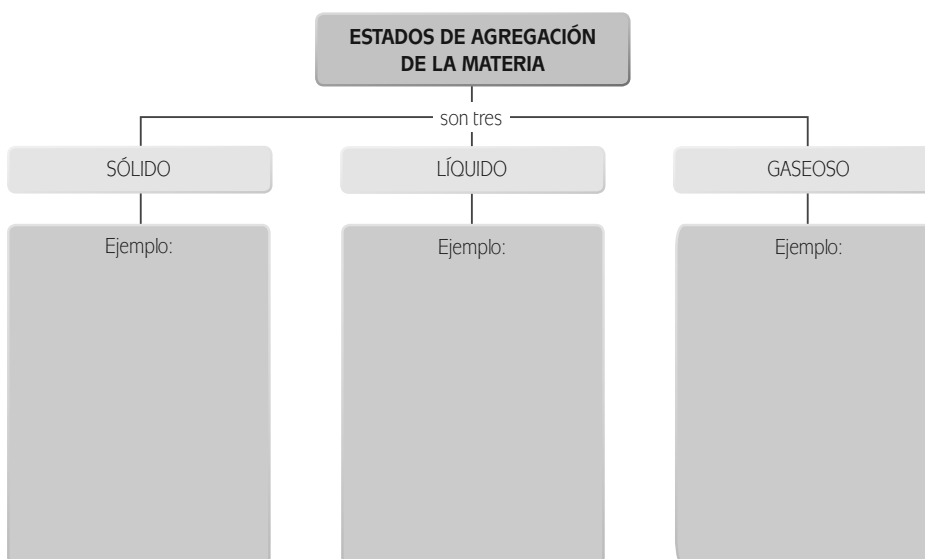 ESTADOS DE AGREGACIÓN
DE LA MATERIA
son tres
SÓLIDO
LÍQUIDO
GASEOSO
Ejemplo:
Ejemplo:
Ejemplo: